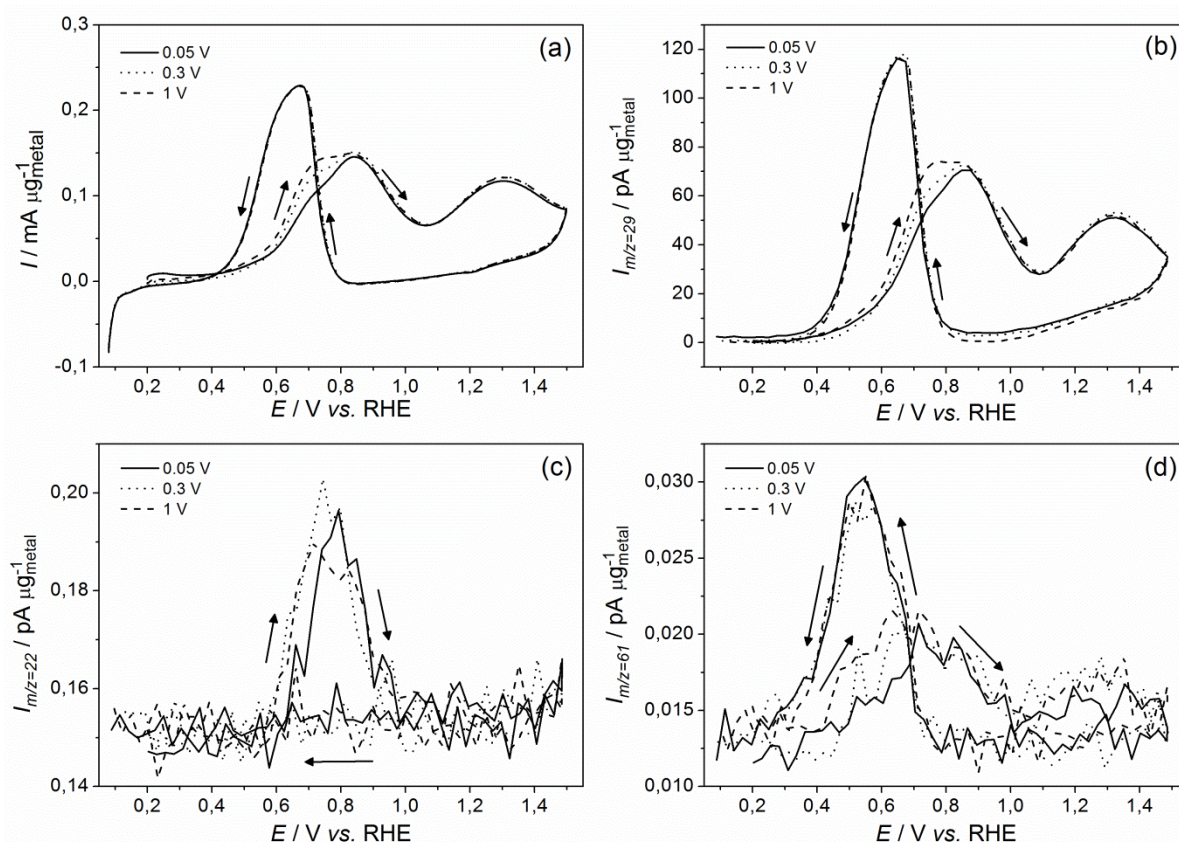 (a)
0.05 V
0.3 V
1 V
I / mA μg⁻¹metal
0,3
0,2
0,1
0,0
-0,1
0,2 0,4 0,6 0,8 1,0 1,2 1,4
E / V vs. RHE
(b)
0.05 V
0.3 V
1 V
I m/z=29 / pA μg⁻¹metal
120
100
80
60
40
20
0
0,2 0,4 0,6 0,8 1,0 1,2 1,4
E / V vs. RHE
(c)
0.05 V
0.3 V
1 V
I m/z=22 / pA μg⁻¹metal
0,20
0,18
0,16
0,14
0,2 0,4 0,6 0,8 1,0 1,2 1,4
E / V vs. RHE
(d)
0.05 V
0.3 V
1 V
I m/z=61 / pA μg⁻¹metal
0,030
0,025
0,020
0,015
0,010
0,2 0,4 0,6 0,8 1,0 1,2 1,4
E / V vs. RHE